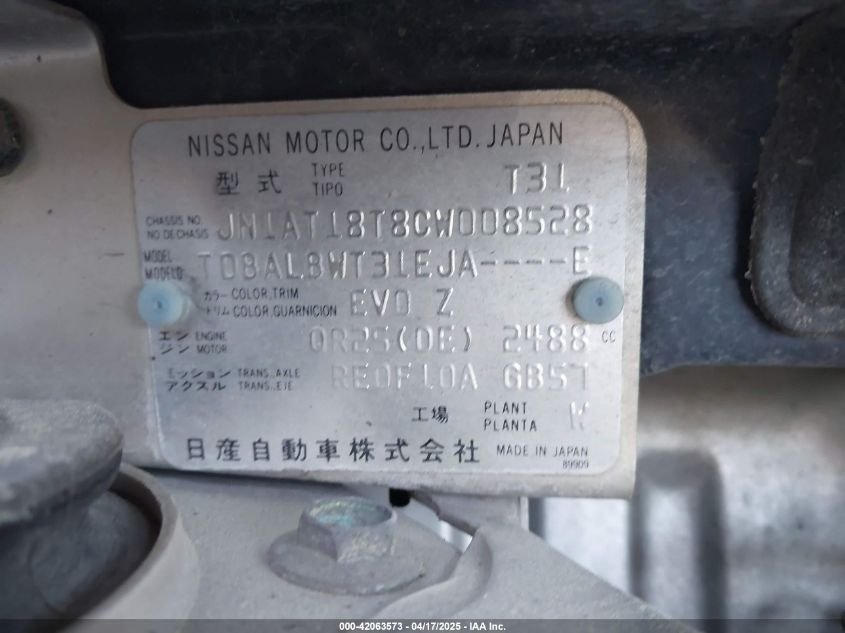 NISSAN MOTOR CO.,LTD. JAPAN
型式 TYPE TIPO T31
CHASSIS NO. NO DE CHASIS JN1AT18T8CW008528
MODEL MODELO T08AL8WT31EJA----E
カラー COLOR,TRIM トリム COLOR,GUARNICION EV0 Z
エンジン ENGINE MOTOR QR25(DE) 2488 CC
ミッション TRANS.,AXLE アクスル TRANS.,EJE RE0F10A GB57
工場 PLANT PLANTA W
日産自動車株式会社 MADE IN JAPAN
89909
000-42063573 - 04/17/2025 - IAA Inc.